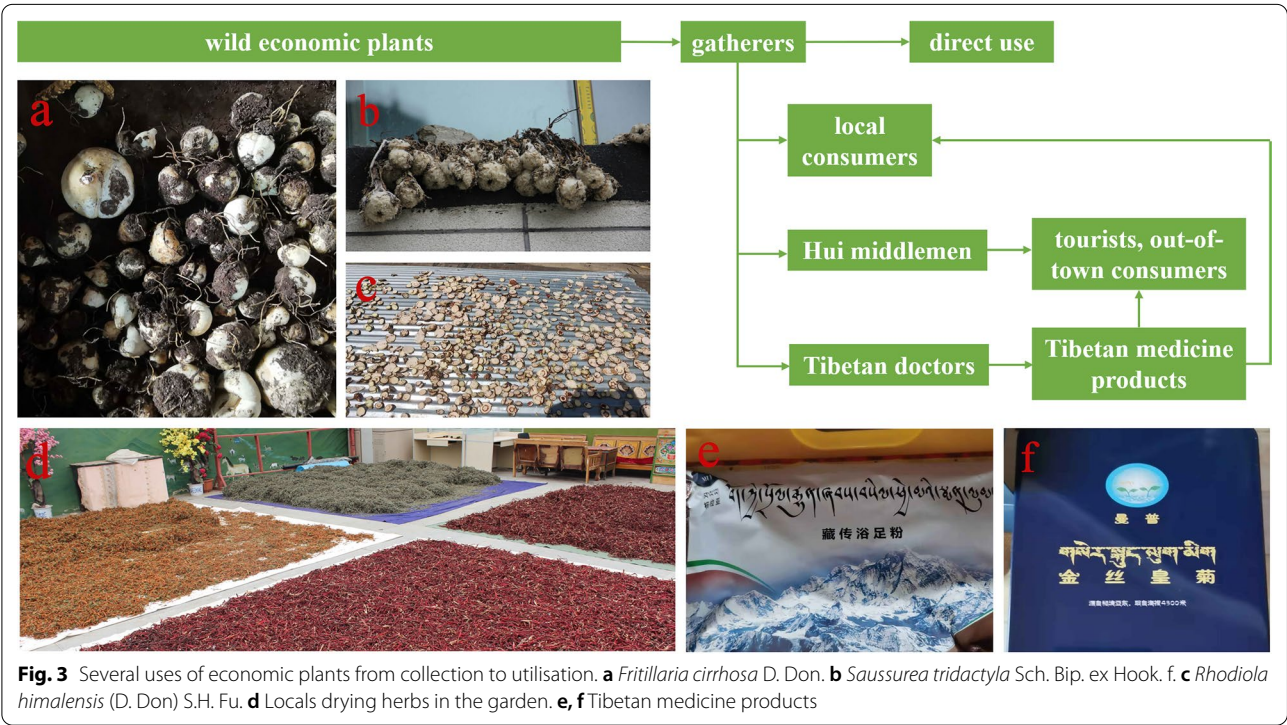 wild economic plants
gatherers
direct use
local
consumers
Hui middlemen
tourists, out-of-
town consumers
Tibetan doctors
Tibetan medicine
products
a
b
c
d
e
藏传浴足粉
f
曼普
གསེར་སྐུད་ལུག་མིག
金丝皇菊
Fig. 3 Several uses of economic plants from collection to utilisation. a Fritillaria cirrhosa D. Don. b Saussurea tridactyla Sch. Bip. ex Hook. f. c Rhodiola
himalensis (D. Don) S.H. Fu. d Locals drying herbs in the garden. e, f Tibetan medicine products